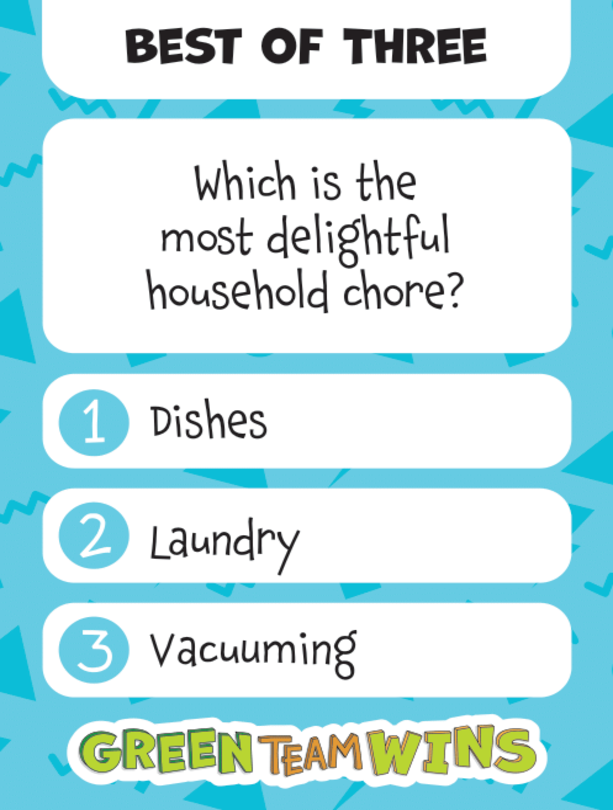 BEST OF THREE
Which is the
most delightful
household chore?
1 Dishes
2 Laundry
3 Vacuuming
GREEN TEAM WINS